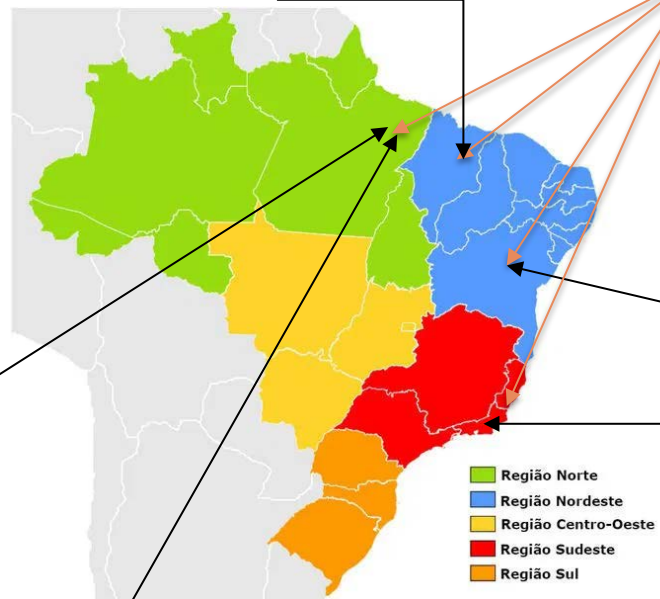 Região Norte
Região Nordeste
Região Centro-Oeste
Região Sudeste
Região Sul